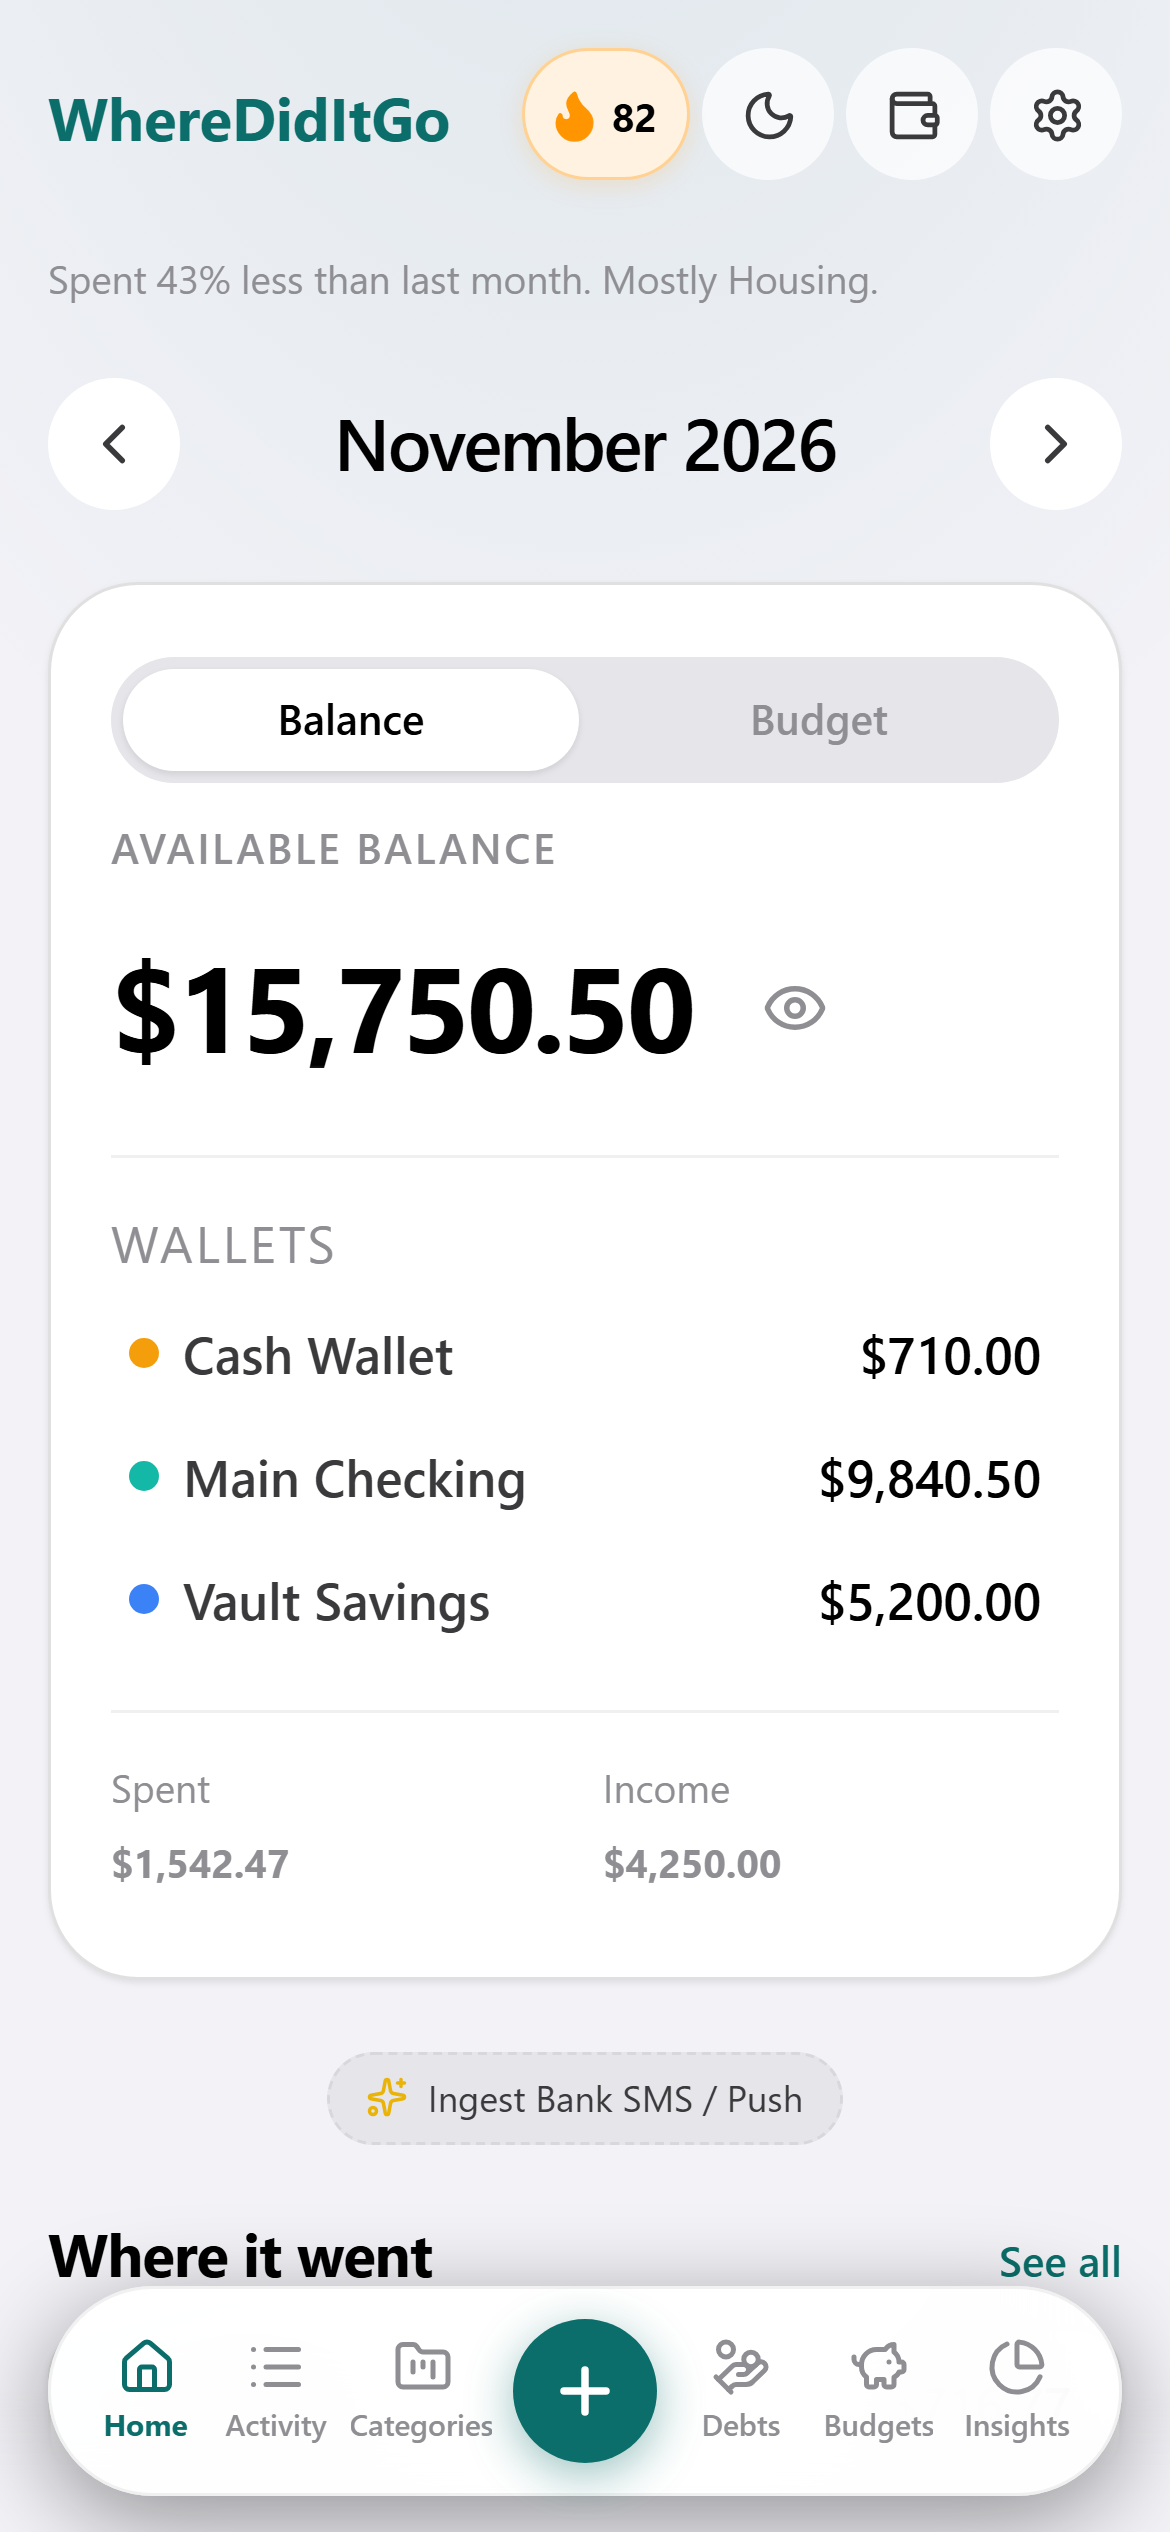 WhereDidItGo
82
Spent 43% less than last month. Mostly Housing.
November 2026
Balance
Budget
AVAILABLE BALANCE
$15,750.50
WALLETS
Cash Wallet $710.00
Main Checking $9,840.50
Vault Savings $5,200.00
Spent Income
$1,542.47 $4,250.00
Ingest Bank SMS / Push
Where it went See all
Home Activity Categories Debts Budgets Insights